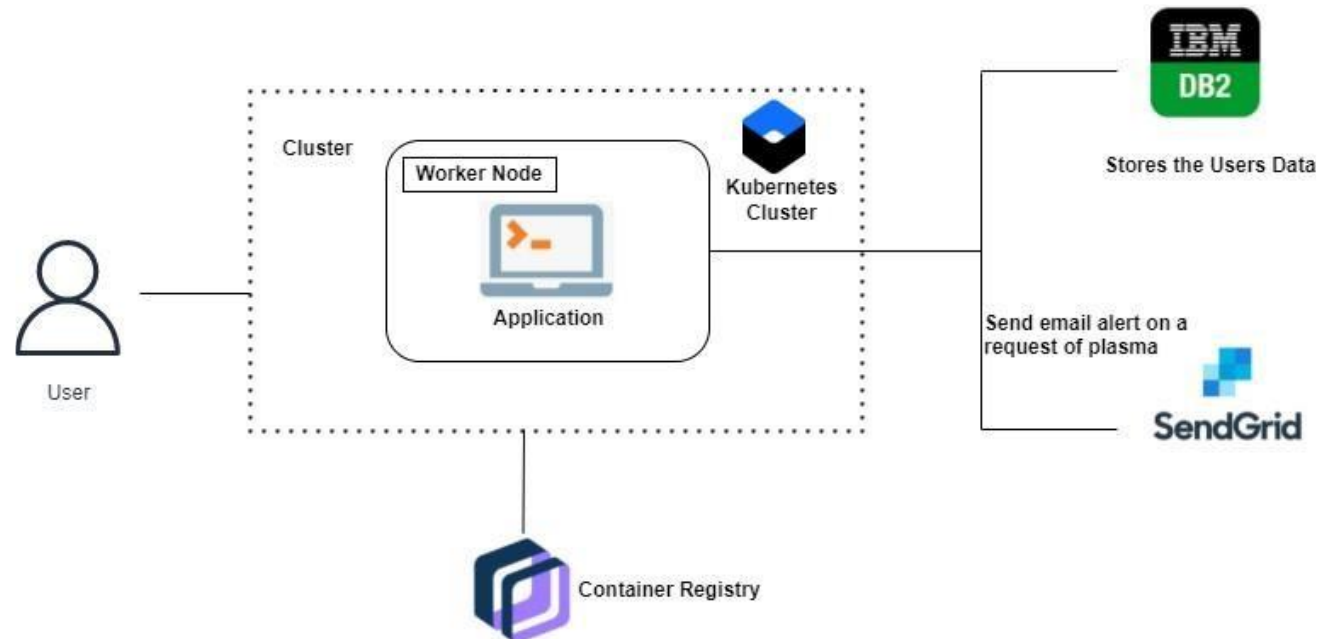 IBM
DB2
Stores the Users Data
Cluster
Worker Node
Kubernetes
Cluster
Application
User
Send email alert on a
request of plasma
SendGrid
Container Registry